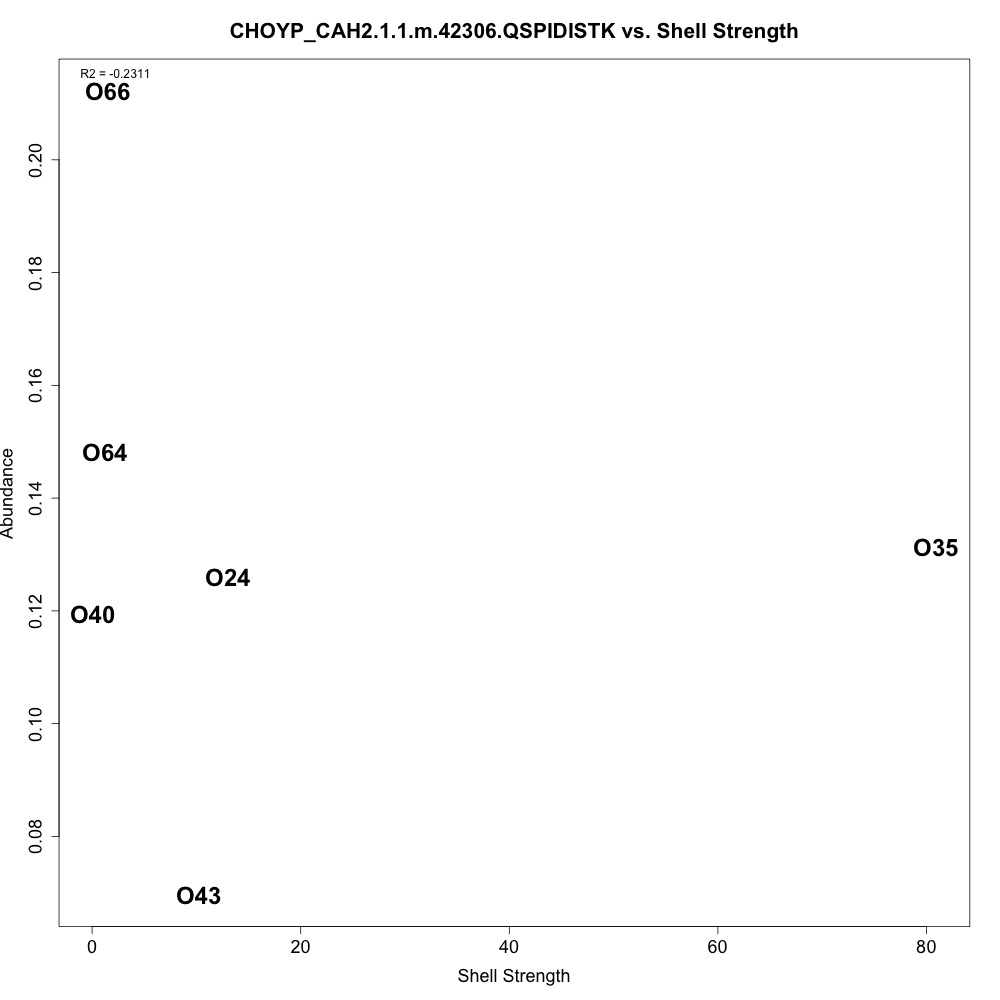 CHOYP_CAH2.1.1.m.42306.QSPIDISTK vs. Shell Strength
R2 = -0.2311
O66
0.20
0.18
0.16
O64
Abundance
0.14
O35
O24
0.12
O40
0.10
0.08
O43
0 20 40 60 80
Shell Strength